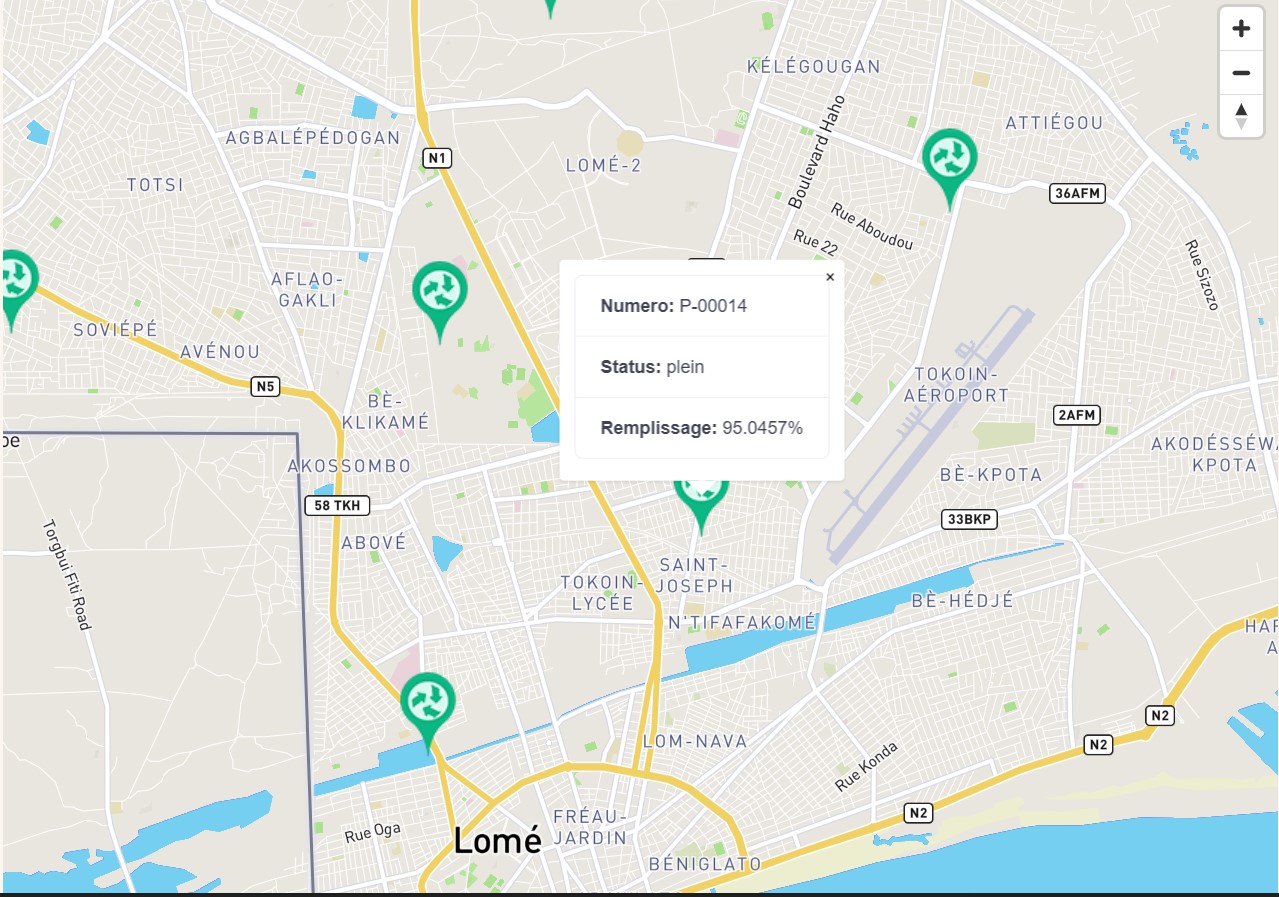 KÉLÉGOUGAN
ATTIÉGOU
AGBALÉPÉDOGAN
N1
LOMÉ-2
Boulevard Haho
TOTSI
36AFM
Rue Aboudou
Rue 22
Rue Sizozo
AFLAO-
GAKLI
SOVIÉPÉ
AVÉNOU
N5
×
Numero: P-00014
Status: plein
Remplissage: 95.0457%
TOKOIN-
AÉROPORT
BÈ-
KLIKAMÉ
2AFM
AKODÉSSÉWA
KPOTA
AKOSSOMBO
BÈ-KPOTA
58 TKH
33BKP
Torgbui Fiti Road
ABOVÉ
SAINT-
JOSEPH
TOKOIN-
LYCÉE
BÈ-HÉDJÉ
N'TIFAFAKOMÉ
N2
LOM-NAVA
N2
Rue Konda
N2
Rue Oga
Lomé
FRÉAU-
JARDIN
BÉNIGLATO